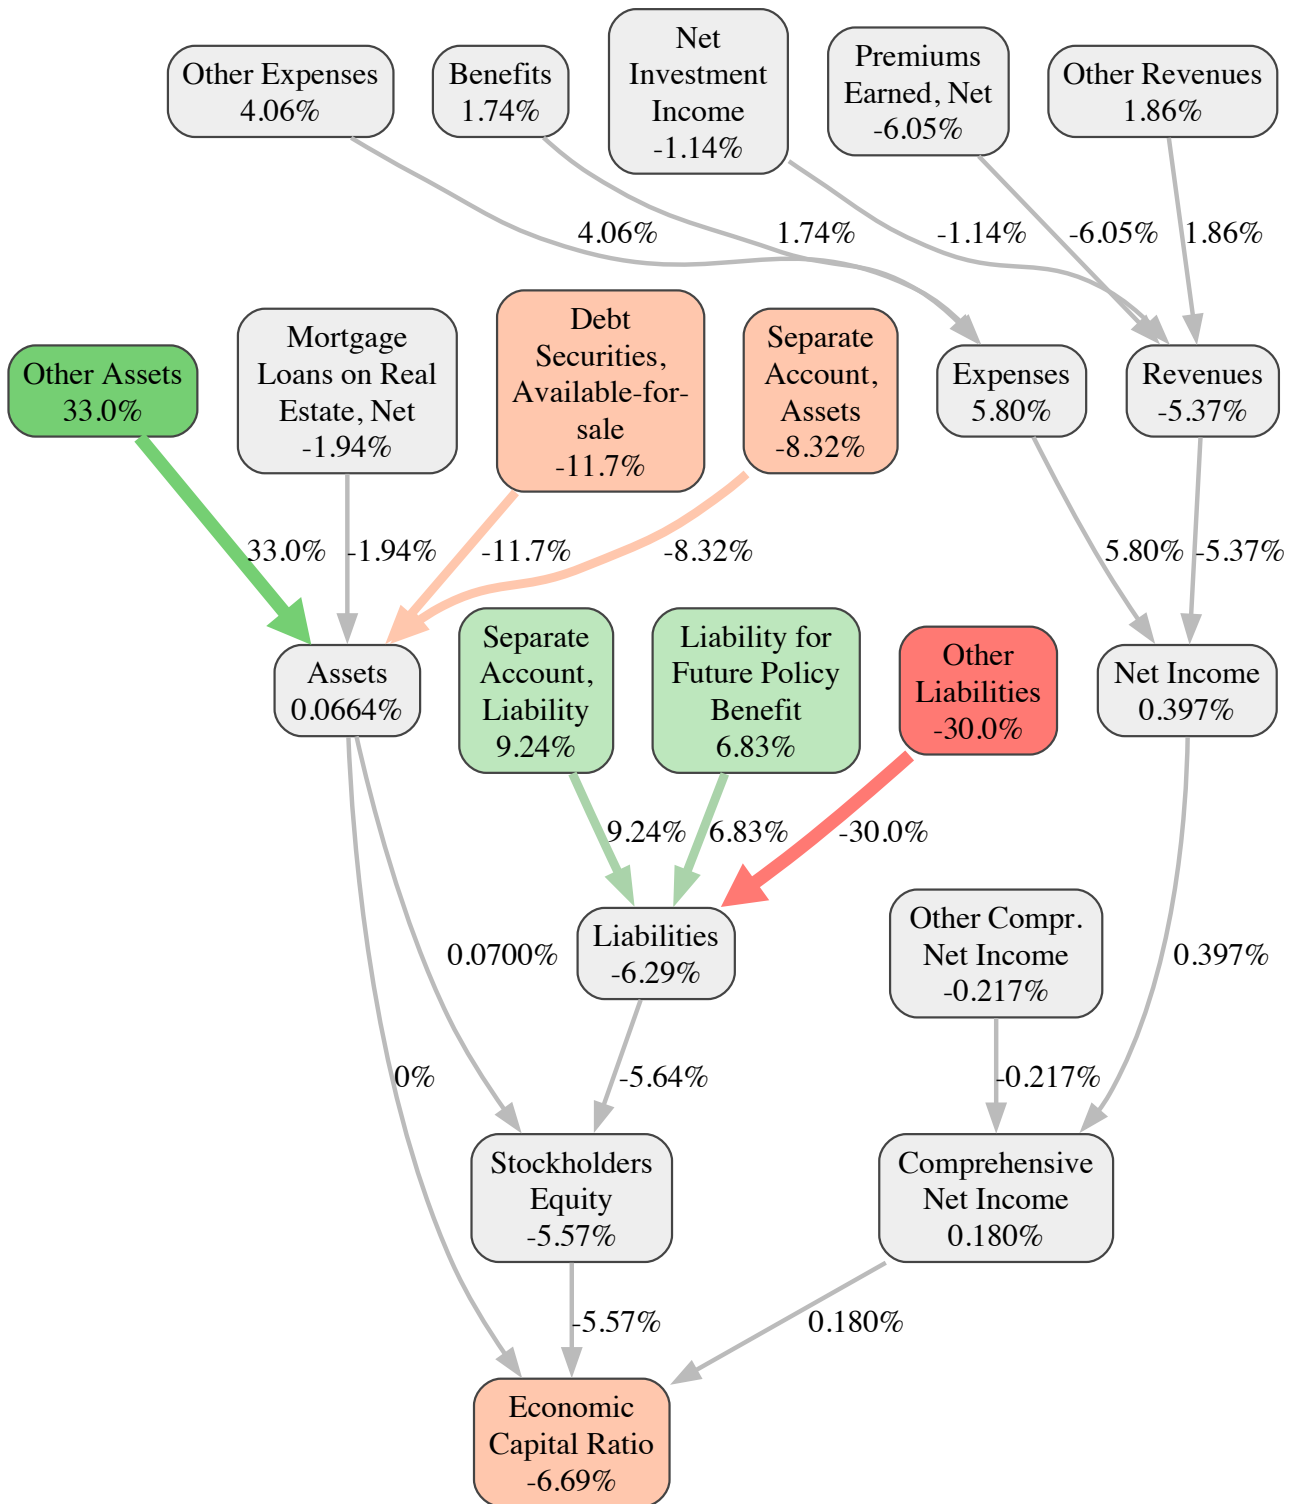 Other Expenses
4.06%
Benefits
1.74%
Net
Investment
Income
-1.14%
Premiums
Earned, Net
-6.05%
Other Revenues
1.86%
4.06%
1.74%
-1.14%
-6.05%
1.86%
Other Assets
33.0%
Mortgage
Loans on Real
Estate, Net
-1.94%
Debt
Securities,
Available-for-
sale
-11.7%
Separate
Account,
Assets
-8.32%
Expenses
5.80%
Revenues
-5.37%
33.0%
-1.94%
-11.7%
-8.32%
5.80%
-5.37%
Assets
0.0664%
Separate
Account,
Liability
9.24%
Liability for
Future Policy
Benefit
6.83%
Other
Liabilities
-30.0%
Net Income
0.397%
9.24%
6.83%
-30.0%
0.0700%
Liabilities
-6.29%
Other Compr.
Net Income
-0.217%
0.397%
0%
-5.64%
-0.217%
Stockholders
Equity
-5.57%
Comprehensive
Net Income
0.180%
-5.57%
0.180%
Economic
Capital Ratio
-6.69%